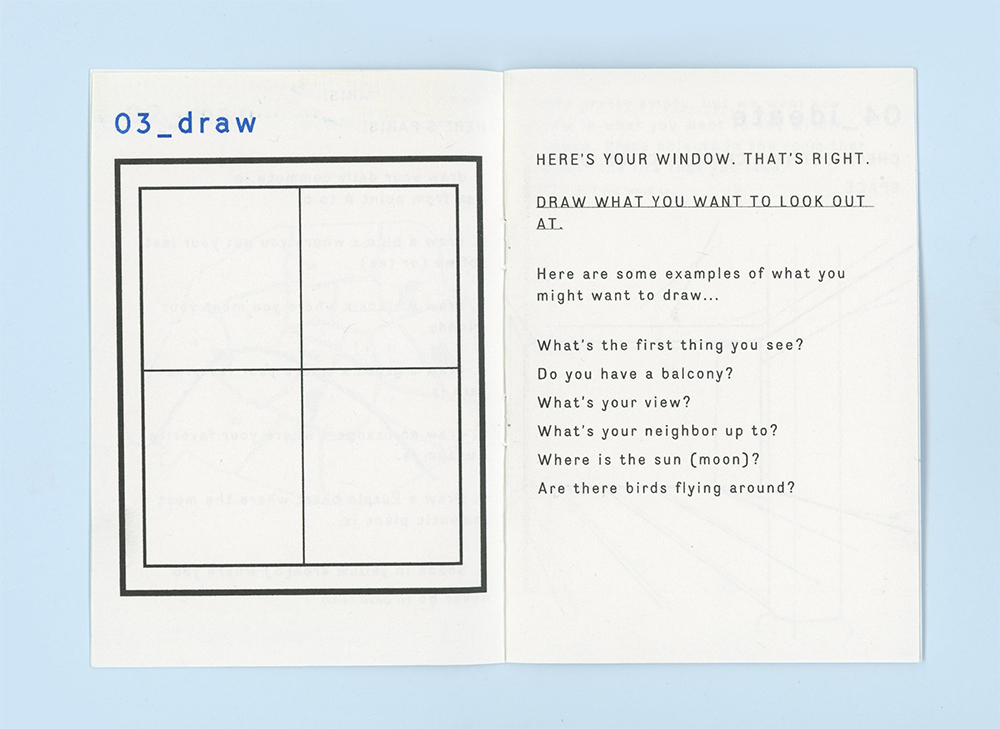 03_draw
HERE'S YOUR WINDOW. THAT'S RIGHT.
DRAW WHAT YOU WANT TO LOOK OUT
AT.
Here are some examples of what you
might want to draw...
What's the first thing you see?
Do you have a balcony?
What's your view?
What's your neighbor up to?
Where is the sun (moon)?
Are there birds flying around?